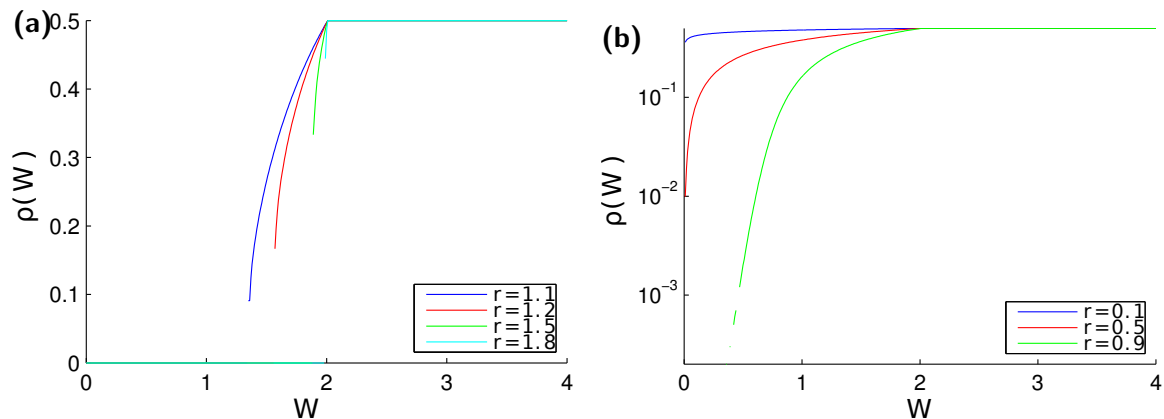 (a)
0.5
0.4
0.3
0.2
0.1
0
ρ(W)
0 1 2 3 4
W
r=1.1
r=1.2
r=1.5
r=1.8
(b)
10⁻¹
10⁻²
10⁻³
ρ(W)
0 1 2 3 4
W
r=0.1
r=0.5
r=0.9